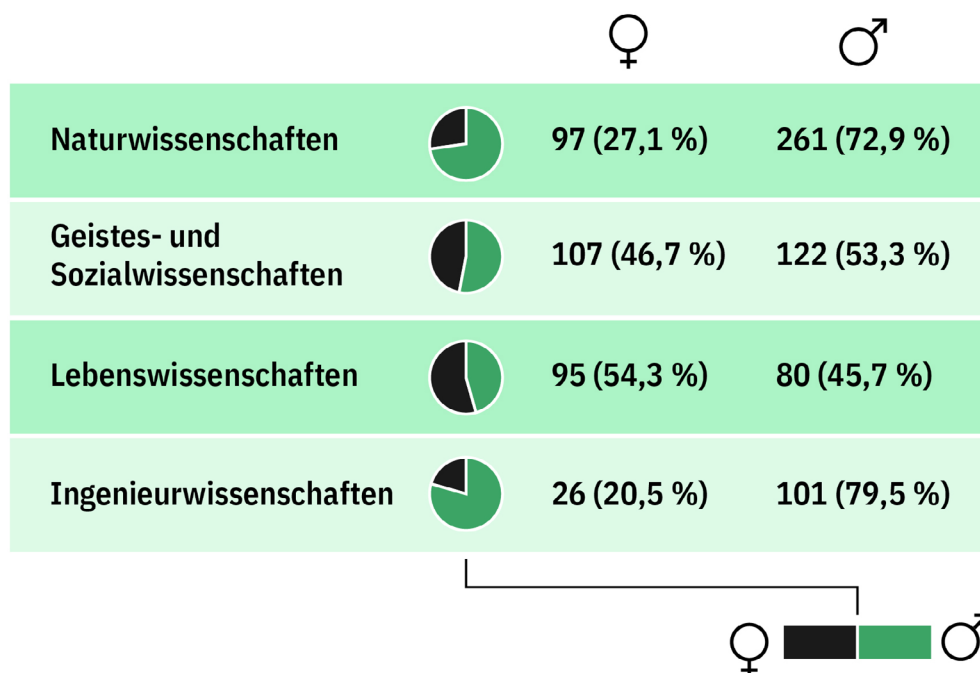 ♀ ♂
Naturwissenschaften 97 (27,1 %) 261 (72,9 %)
Geistes- und
Sozialwissenschaften 107 (46,7 %) 122 (53,3 %)
Lebenswissenschaften 95 (54,3 %) 80 (45,7 %)
Ingenieurwissenschaften 26 (20,5 %) 101 (79,5 %)
♀ ♂